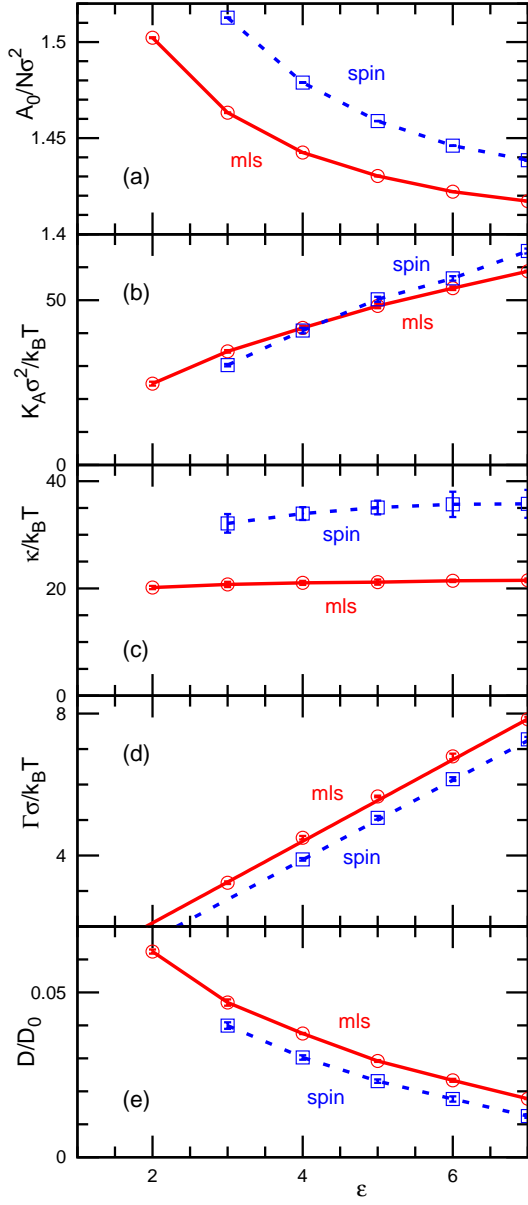 A₀/Nσ²
1.5
1.45
1.4
spin
mls
(a)
K_Aσ²/k_BT
50
0
spin
mls
(b)
κ/k_BT
40
20
0
spin
mls
(c)
Γσ/k_BT
8
4
mls
spin
(d)
D/D₀
0.05
0
mls
spin
(e)
2 4 6
ε